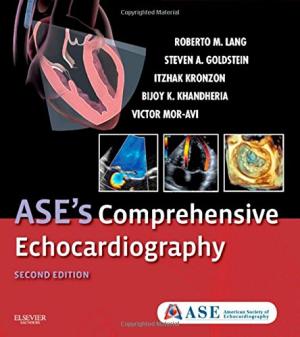 ROBERTO M. LANG
STEVEN A. GOLDSTEIN
ITZHAK KRONZON
BIJOY K. KHANDHERIA
VICTOR MOR-AVI
ASE's Comprehensive
Echocardiography
SECOND EDITION
ELSEVIER
SAUNDERS
ASE
American Society of
Echocardiography